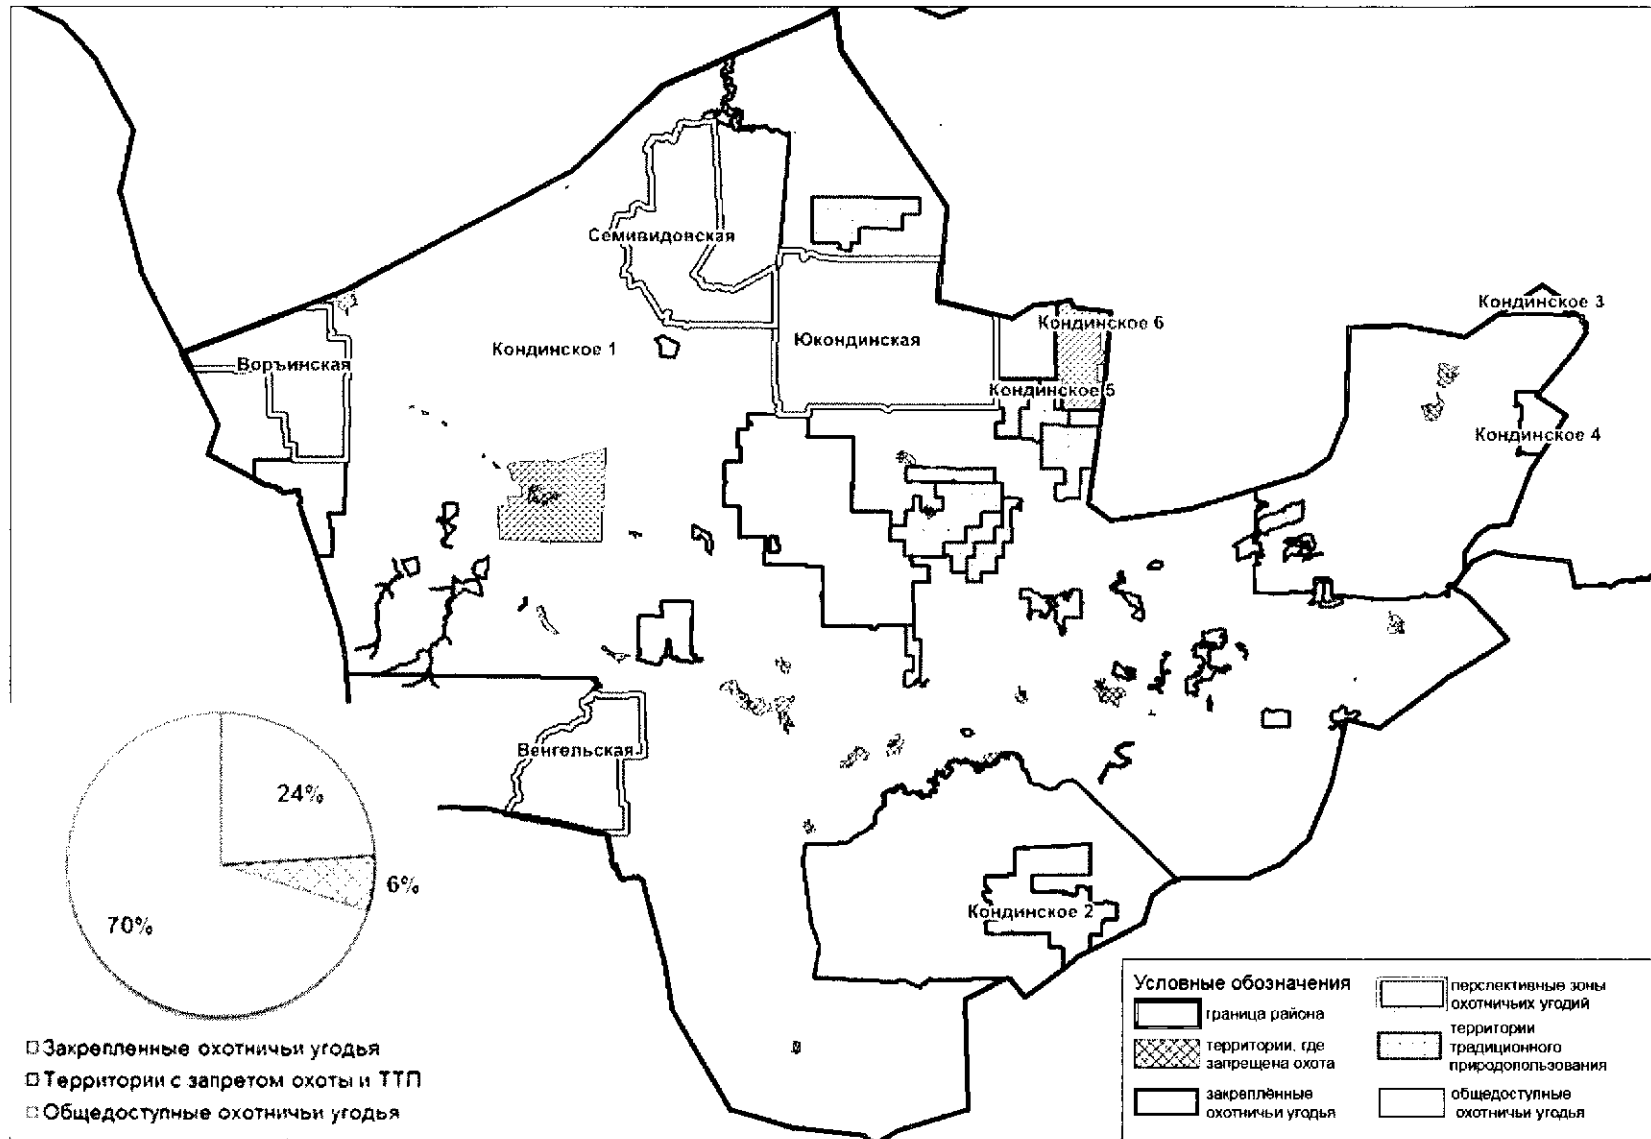 Семивидовская
Кондинское 3
Кондинское 6
Юкондинская
Кондинское 1
Воръинская
Кондинское 5
Кондинское 4
Венгельская
Кондинское 2
24%
6%
70%
Закрепленные охотничьи угодья
Территории с запретом охоты и ТТП
Общедоступные охотничьи угодья
Условные обозначения
граница района
территории, где
запрещена охота
закреплённые
охотничьи угодья
перспективные зоны
охотничьих угодий
территории
традиционного
природопользования
общедоступные
охотничьи угодья